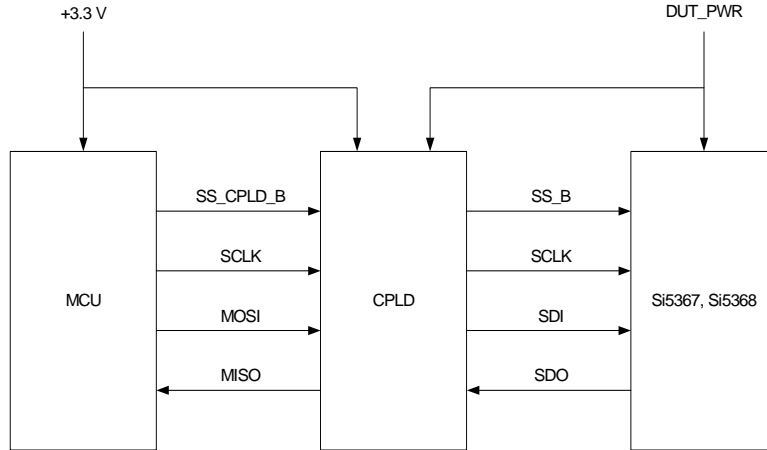 +3.3 V
DUT_PWR
SS_CPLD_B
SS_B
SCLK
SCLK
MCU
CPLD
Si5367, Si5368
MOSI
SDI
MISO
SDO